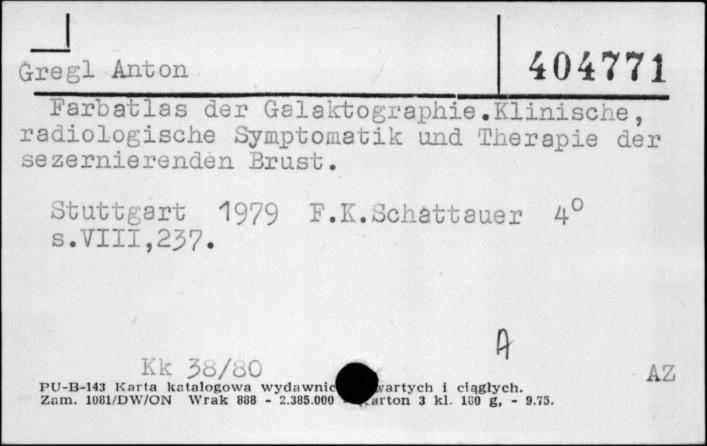 Gregl Anton
404771
Farbatlas der Galaktographie.Klinische,
radiologische Symptomatik und Therapie der
sezernierenden Brust.
Stuttgart 1979 F.K.Schattauer 4°
s.VIII,237.
A
Kk 38/80
AZ
PU-B-143 Karta katalogowa wydawnic wartych i ciągłych.
Zam. 1081/DW/ON Wrak 888 - 2.385.000 - arton 3 kl. 180 g, - 9.75.